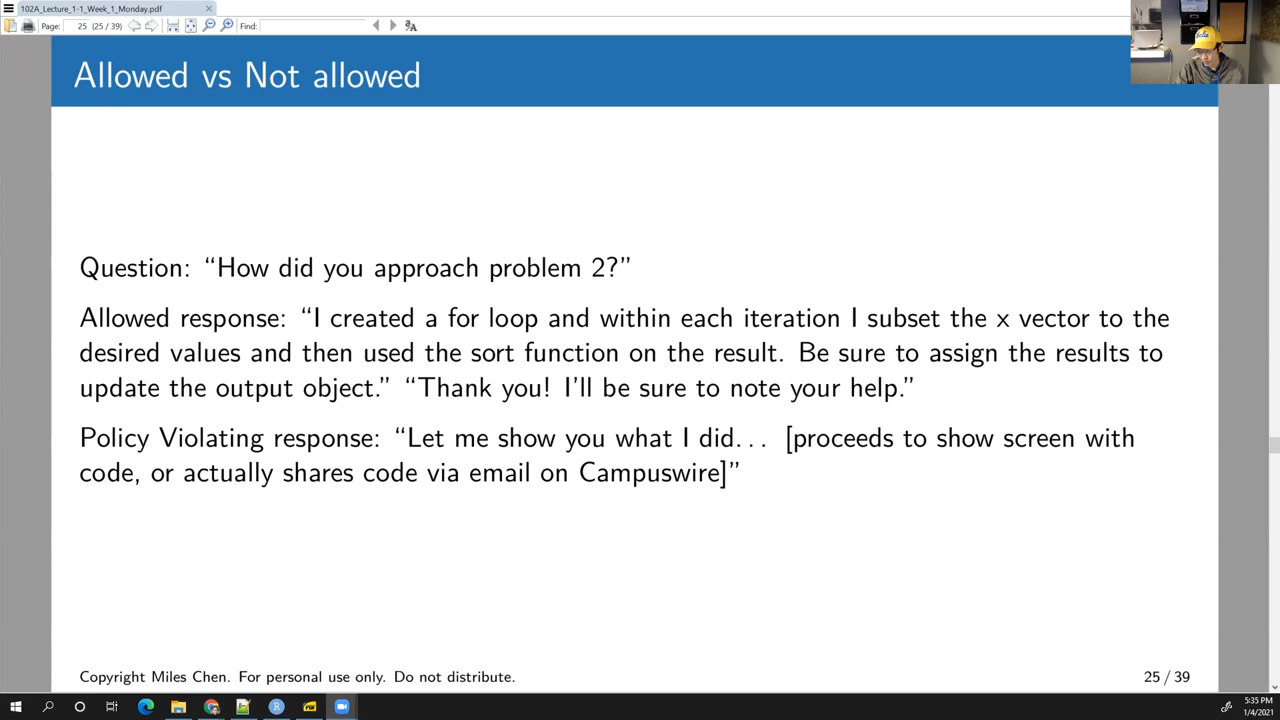 102A_Lecture_1-1_Week_1_Monday.pdf
Page: 25 (25 / 39) Find:
Allowed vs Not allowed
Question: “How did you approach problem 2?”
Allowed response: “I created a for loop and within each iteration I subset the x vector to the
desired values and then used the sort function on the result. Be sure to assign the results to
update the output object.” “Thank you! I’ll be sure to note your help.”
Policy Violating response: “Let me show you what I did. . . [proceeds to show screen with
code, or actually shares code via email on Campuswire]”
Copyright Miles Chen. For personal use only. Do not distribute.
25 / 39
5:35 PM
1/4/2021